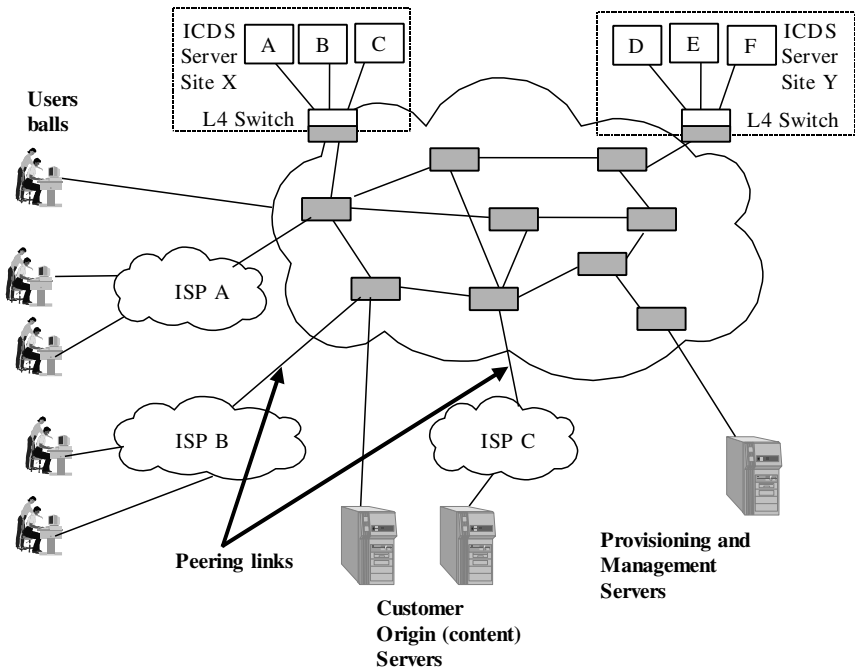 ICDS
Server
Site X
A
B
C
L4 Switch
D
E
F
ICDS
Server
Site Y
L4 Switch
Users
balls
ISP A
ISP B
ISP C
Peering links
Customer
Origin (content)
Servers
Provisioning and
Management
Servers